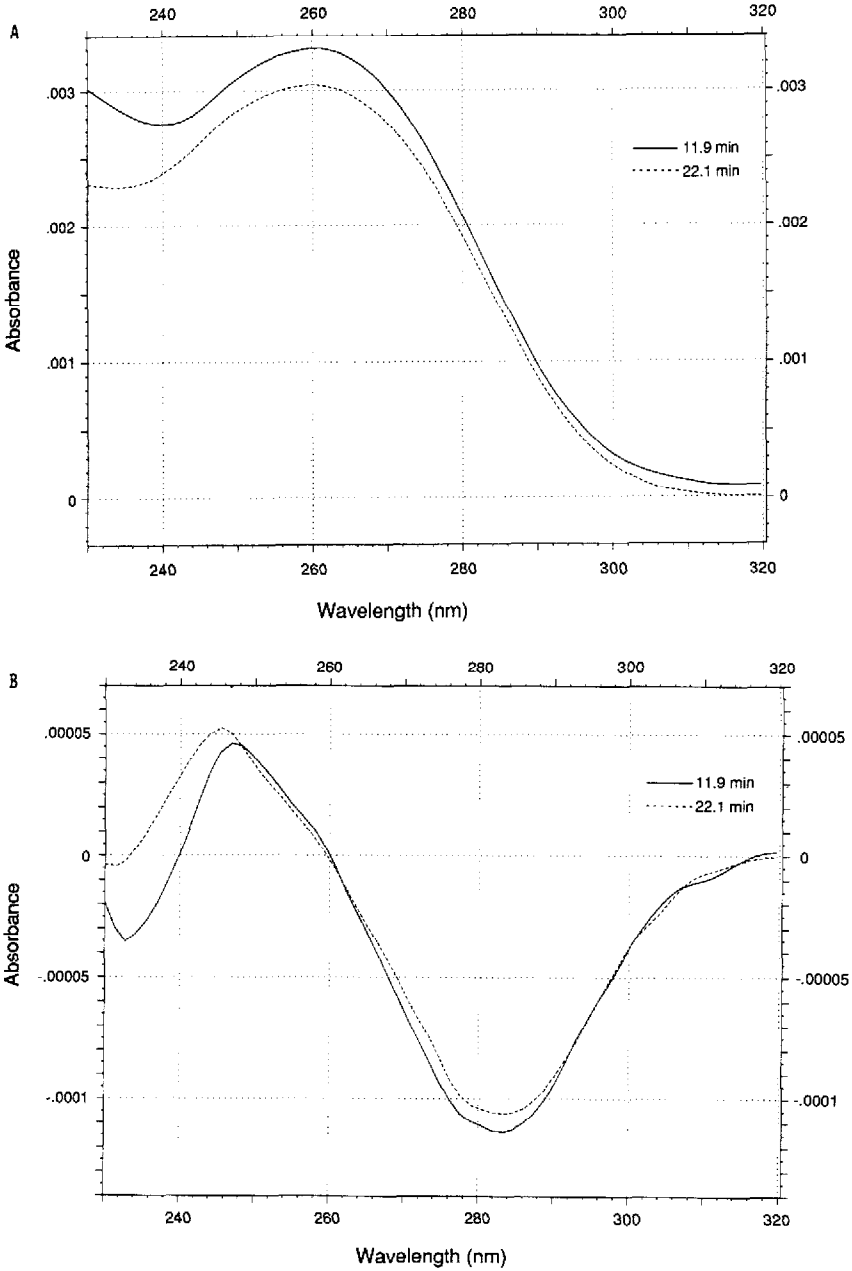 A
240 260 280 300 320
.003 .003
11.9 min
22.1 min
.002 .002
Absorbance
.001 .001
0 0
240 260 280 300 320
Wavelength (nm)
B
240 260 280 300 320
.00005 .00005
11.9 min
22.1 min
0 0
Absorbance
-.00005 -.00005
-.0001 -.0001
240 260 280 300 320
Wavelength (nm)